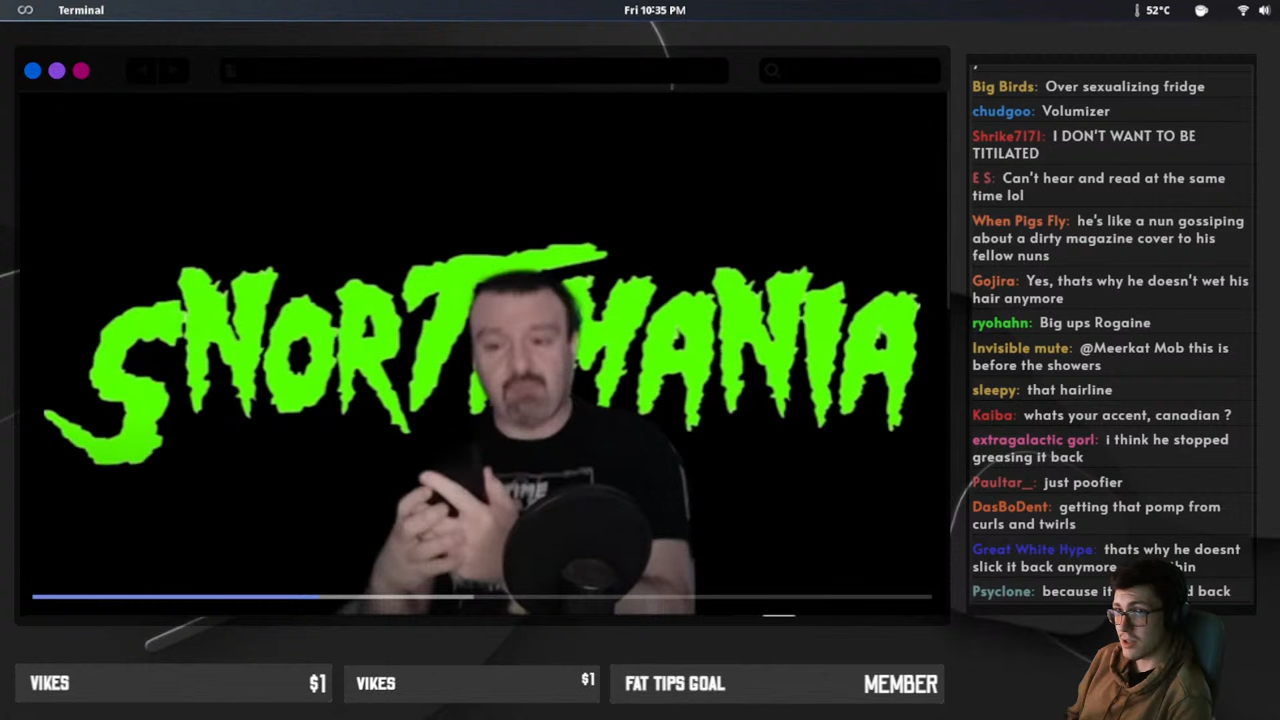 Terminal
Fri 10:35 PM
52°C
Big Birds: Over sexualizing fridge
chudgoo: Volumizer
Shrike7171: I DON'T WANT TO BE
TITILATED
E S: Can't hear and read at the same
time lol
When Pigs Fly: he's like a nun gossiping
about a dirty magazine cover to his
fellow nuns
Gojira: Yes, thats why he doesn't wet his
hair anymore
ryohahn: Big ups Rogaine
Invisible mute: @Meerkat Mob this is
before the showers
sleepy: that hairline
Kaiba: whats your accent, canadian ?
extragalactic gorl: i think he stopped
greasing it back
Paultar_: just poofier
DasBoDent: getting that pomp from
curls and twirls
Great White Hype: thats why he doesnt
slick it back anymore
Psyclone: because it back
SNORT MANIA
VIKES $1
VIKES $1
FAT TIPS GOAL MEMBER